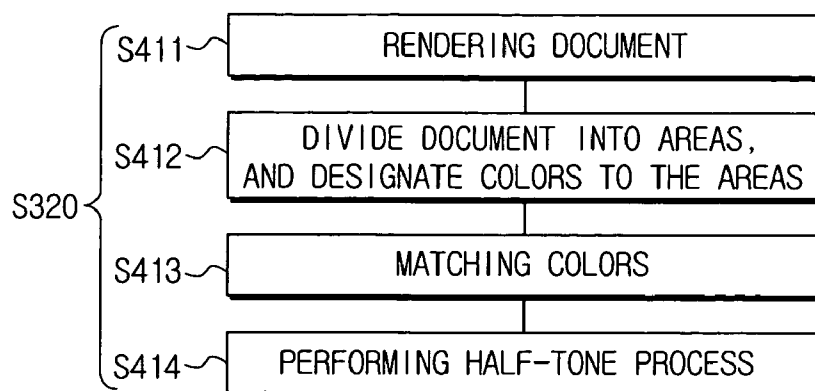 S411
RENDERING DOCUMENT
S412
DIVIDE DOCUMENT INTO AREAS,
AND DESIGNATE COLORS TO THE AREAS
S320
S413
MATCHING COLORS
S414
PERFORMING HALF-TONE PROCESS